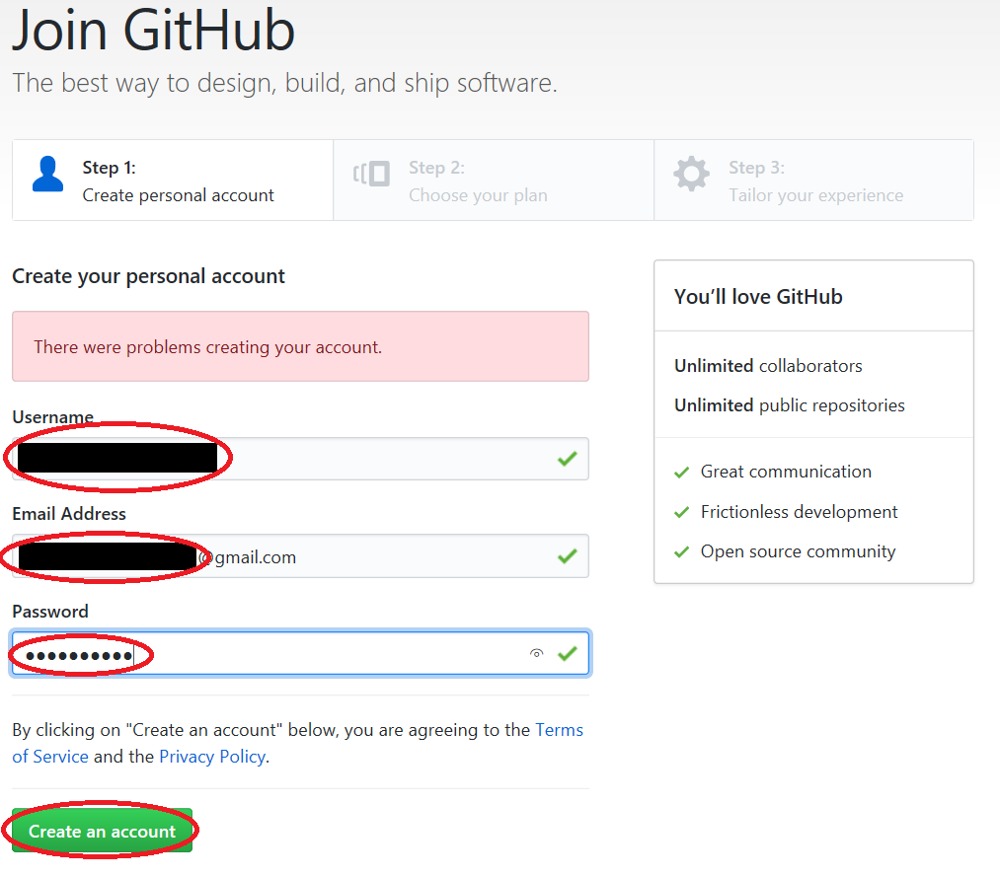 Join GitHub
The best way to design, build, and ship software.
Step 1:
Create personal account
Step 2:
Choose your plan
Step 3:
Tailor your experience
Create your personal account
There were problems creating your account.
Username
Email Address
@gmail.com
Password
••••••••••
By clicking on "Create an account" below, you are agreeing to the Terms
of Service and the Privacy Policy.
Create an account
You’ll love GitHub
Unlimited collaborators
Unlimited public repositories
Great communication
Frictionless development
Open source community